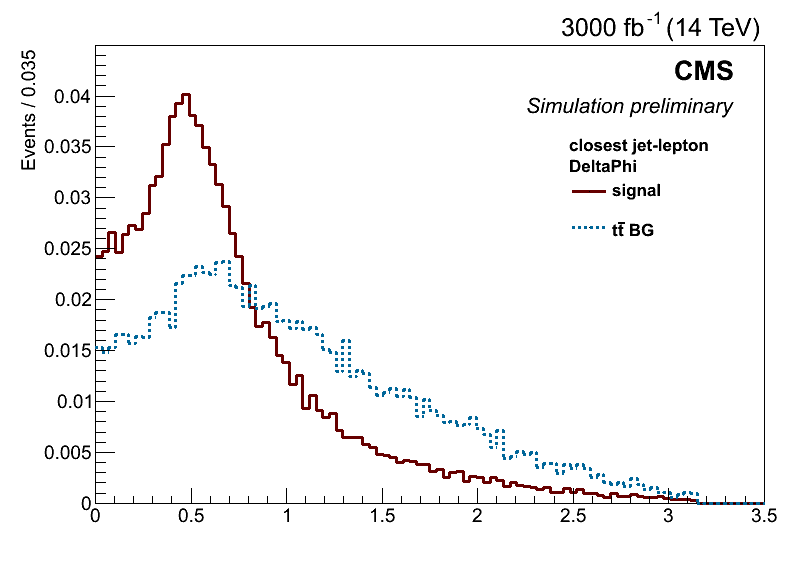 3000 fb-1 (14 TeV)
Events / 0.035
CMS
Simulation preliminary
closest jet-lepton
DeltaPhi
signal
tt̄ BG
0.04
0.035
0.03
0.025
0.02
0.015
0.01
0.005
0
0 0.5 1 1.5 2 2.5 3 3.5